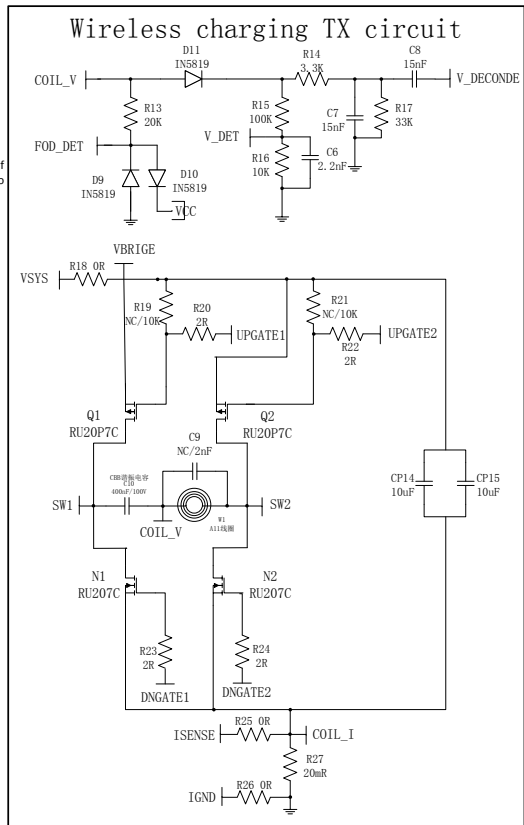 Wireless charging TX circuit
D11
IN5819
R14
3.3K
C8
15nF
COIL_V
V_DECONDE
R13
20K
R15
100K
C7
15nF
R17
33K
FOD_DET
V_DET
R16
10K
C6
2.2nF
D9
IN5819
D10
IN5819
VCC
VBRIGE
VSYS
R18 0R
R19
NC/10K
R20
2R
UPGATE1
R21
NC/10K
R22
2R
UPGATE2
Q1
RU20P7C
Q2
RU20P7C
C9
NC/2nF
CP14
10uF
CP15
10uF
CBB谐振电容
C10
400nF/100V
SW1
SW2
COIL_V
W1
A11线圈
N1
RU207C
N2
RU207C
R23
2R
R24
2R
DNGATE1
DNGATE2
R25 0R
ISENSE
COIL_I
R27
20mR
R26 0R
IGND